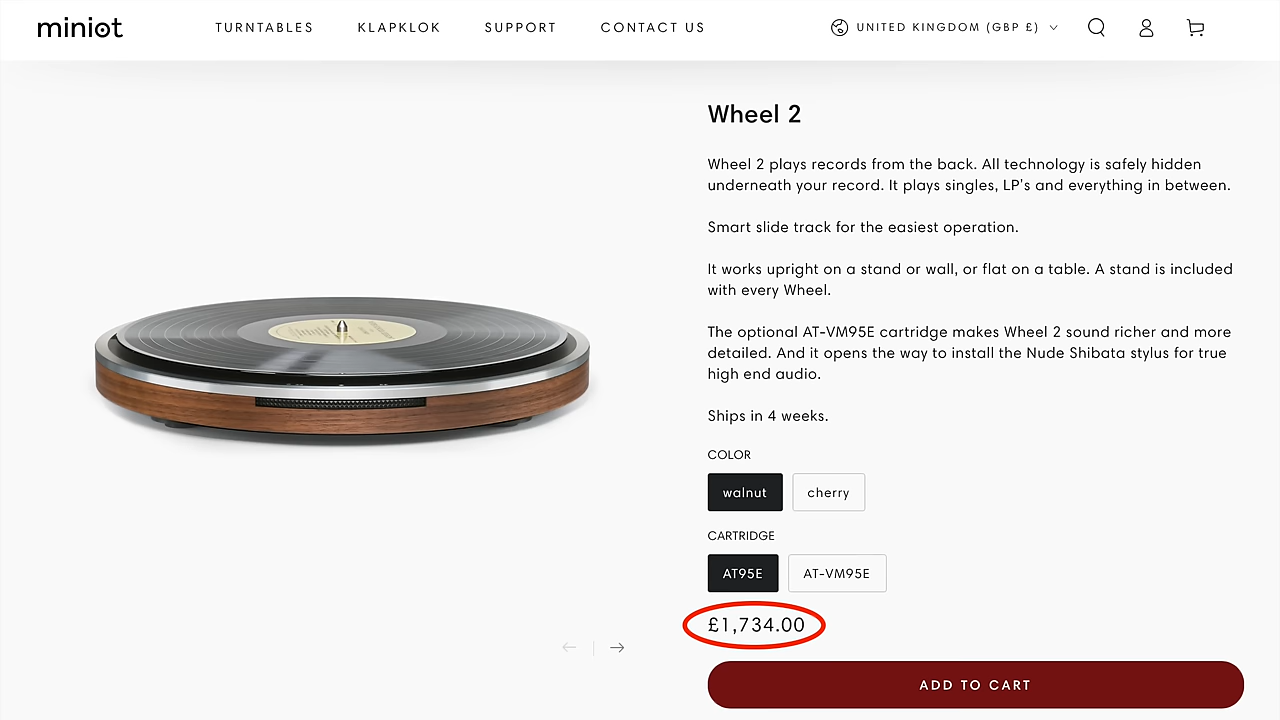 miniot
TURNTABLES
KLAPKLOK
SUPPORT
CONTACT US
UNITED KINGDOM (GBP £)
Wheel 2
Wheel 2 plays records from the back. All technology is safely hidden
underneath your record. It plays singles, LP's and everything in between.
Smart slide track for the easiest operation.
It works upright on a stand or wall, or flat on a table. A stand is included
with every Wheel.
The optional AT-VM95E cartridge makes Wheel 2 sound richer and more
detailed. And it opens the way to install the Nude Shibata stylus for true
high end audio.
Ships in 4 weeks.
COLOR
walnut
cherry
CARTRIDGE
AT95E
AT-VM95E
£1,734.00
ADD TO CART